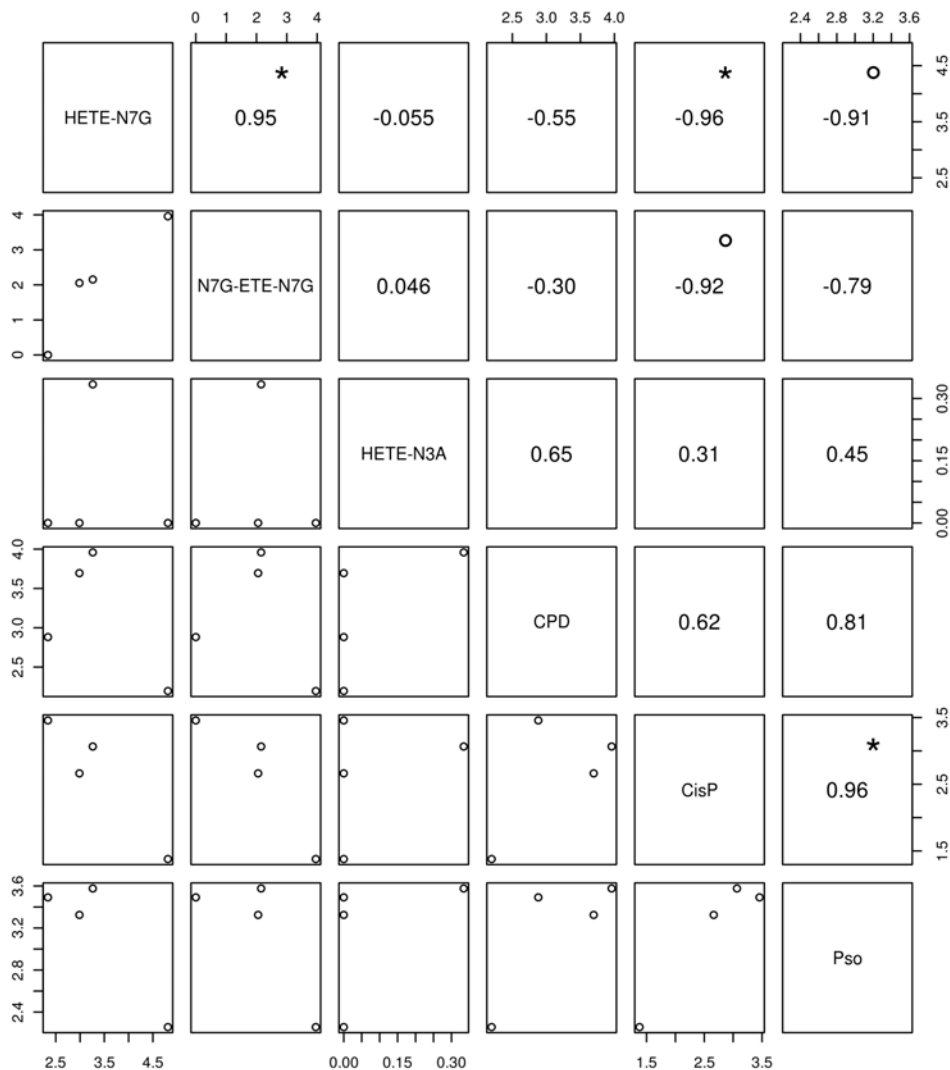 0 1 2 3 4 2.5 3.0 3.5 4.0 2.4 2.8 3.2 3.6
HETE-N7G * 0.95 -0.055 -0.55 * -0.96 o -0.91 2.5 3.5 4.5
0 1 2 3 4 N7G-ETE-N7G 0.046 -0.30 o -0.92 -0.79
HETE-N3A 0.65 0.31 0.45 0.00 0.15 0.30
2.5 3.0 3.5 4.0 CPD 0.62 0.81
CisP * 0.96 1.5 2.5 3.5
2.4 2.8 3.2 3.6 Pso
2.5 3.5 4.5 0.00 0.15 0.30 1.5 2.5 3.5